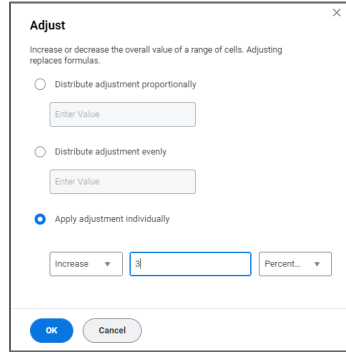 Adjust
Increase or decrease the overall value of a range of cells. Adjusting
replaces formulas.
Distribute adjustment proportionally
Enter Value
Distribute adjustment evenly
Enter Value
Apply adjustment individually
Increase 3 Percent...
OK Cancel